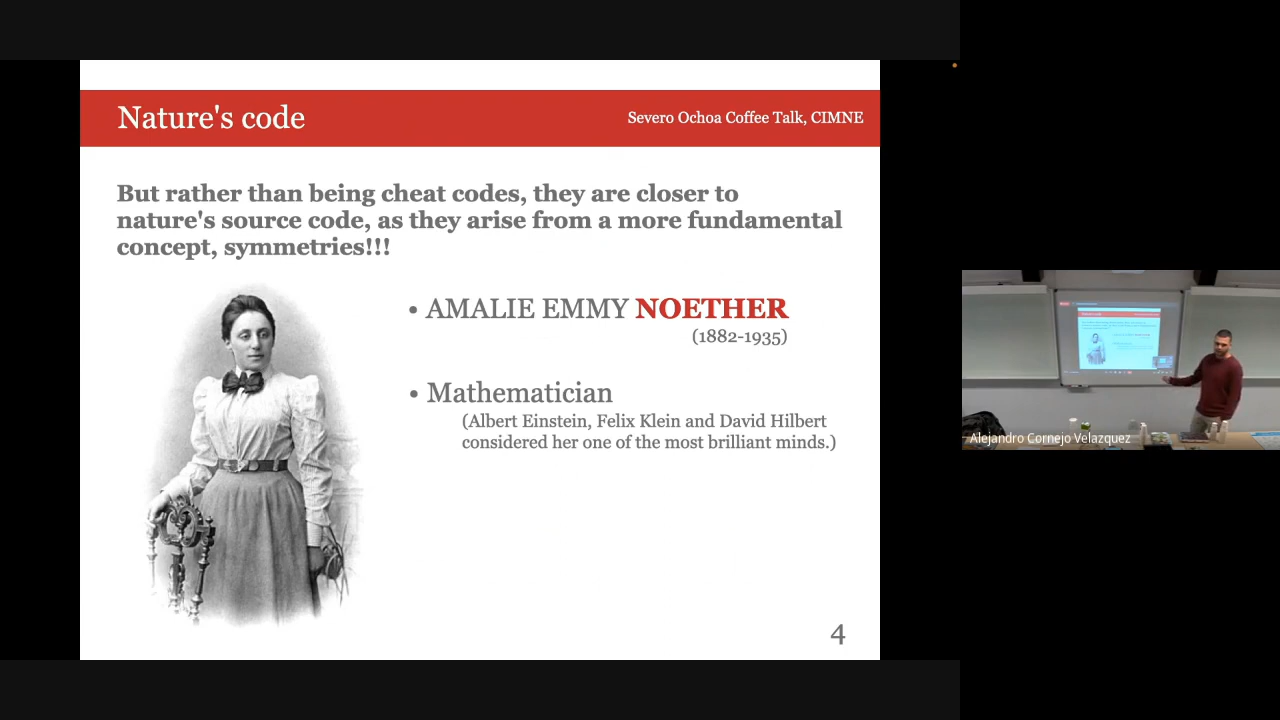 Nature's code
Severo Ochoa Coffee Talk, CIMNE
But rather than being cheat codes, they are closer to
nature's source code, as they arise from a more fundamental
concept, symmetries!!!
• AMALIE EMMY NOETHER
(1882-1935)
• Mathematician
(Albert Einstein, Felix Klein and David Hilbert
considered her one of the most brilliant minds.)
4
Alejandro Cornejo Velazquez